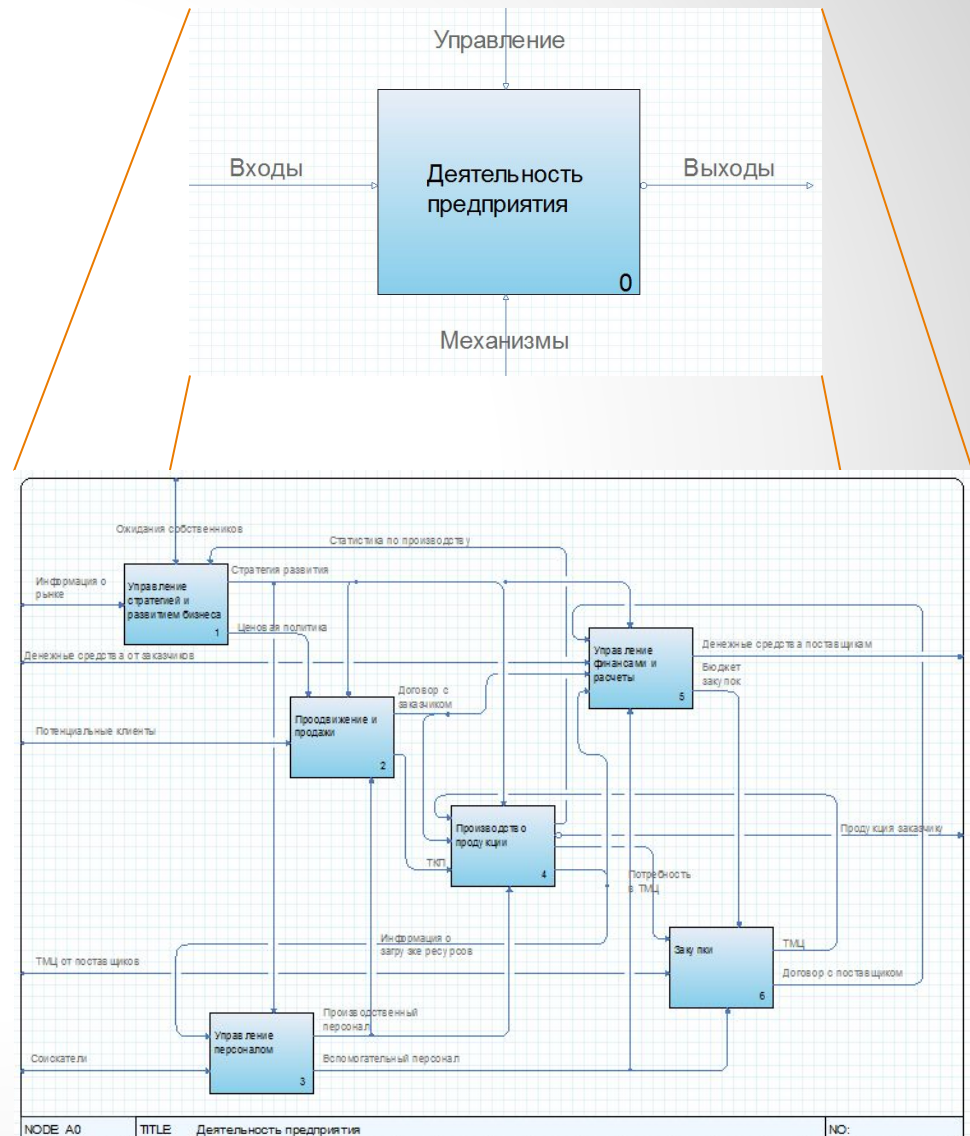 Управление
Входы
Выходы
Деятельность
предприятия
0
Механизмы
Ожидания собственников
Статистика по производству
Информация о
рынке
Управление
стратегией и
развитием бизнеса
1
Стратегия развития
Ценовая политика
Денежные средства от заказчиков
Управление
финансами и
расчеты
5
Денежные средства поставщикам
Бюджет
закупок
Договор с
заказчиком
Потенциальные клиенты
Проодвижение и
продажи
2
Производство
продукции
4
Продукция заказчику
ТКП
Потребность
в ТМЦ
Информация о
загрузке ресурсов
ТМЦ от поставщиков
Закупки
6
ТМЦ
Договор с поставщиком
Производственный
персонал
Управление
персоналом
3
Соискатели
Вспомогательный персонал
NODE A0
TITLE Деятельность предприятия
NO: